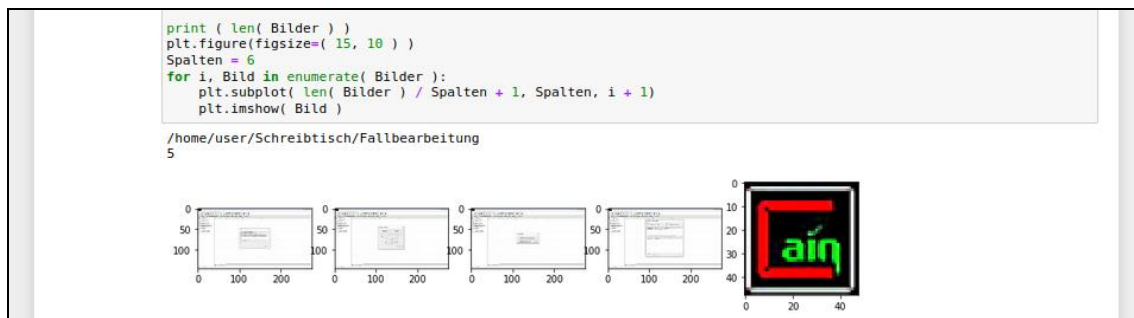 print ( len( Bilder ) )
plt.figure(figsize=( 15, 10 ) )
Spalten = 6
for i, Bild in enumerate( Bilder ):
    plt.subplot( len( Bilder ) / Spalten + 1, Spalten, i + 1)
    plt.imshow( Bild )
/home/user/Schreibtisch/Fallbearbeitung
5
0
50
100
0 100 200
0
50
100
0 100 200
0
50
100
0 100 200
0
50
100
0 100 200
0
10
20
30
40
0 20 40
Cain